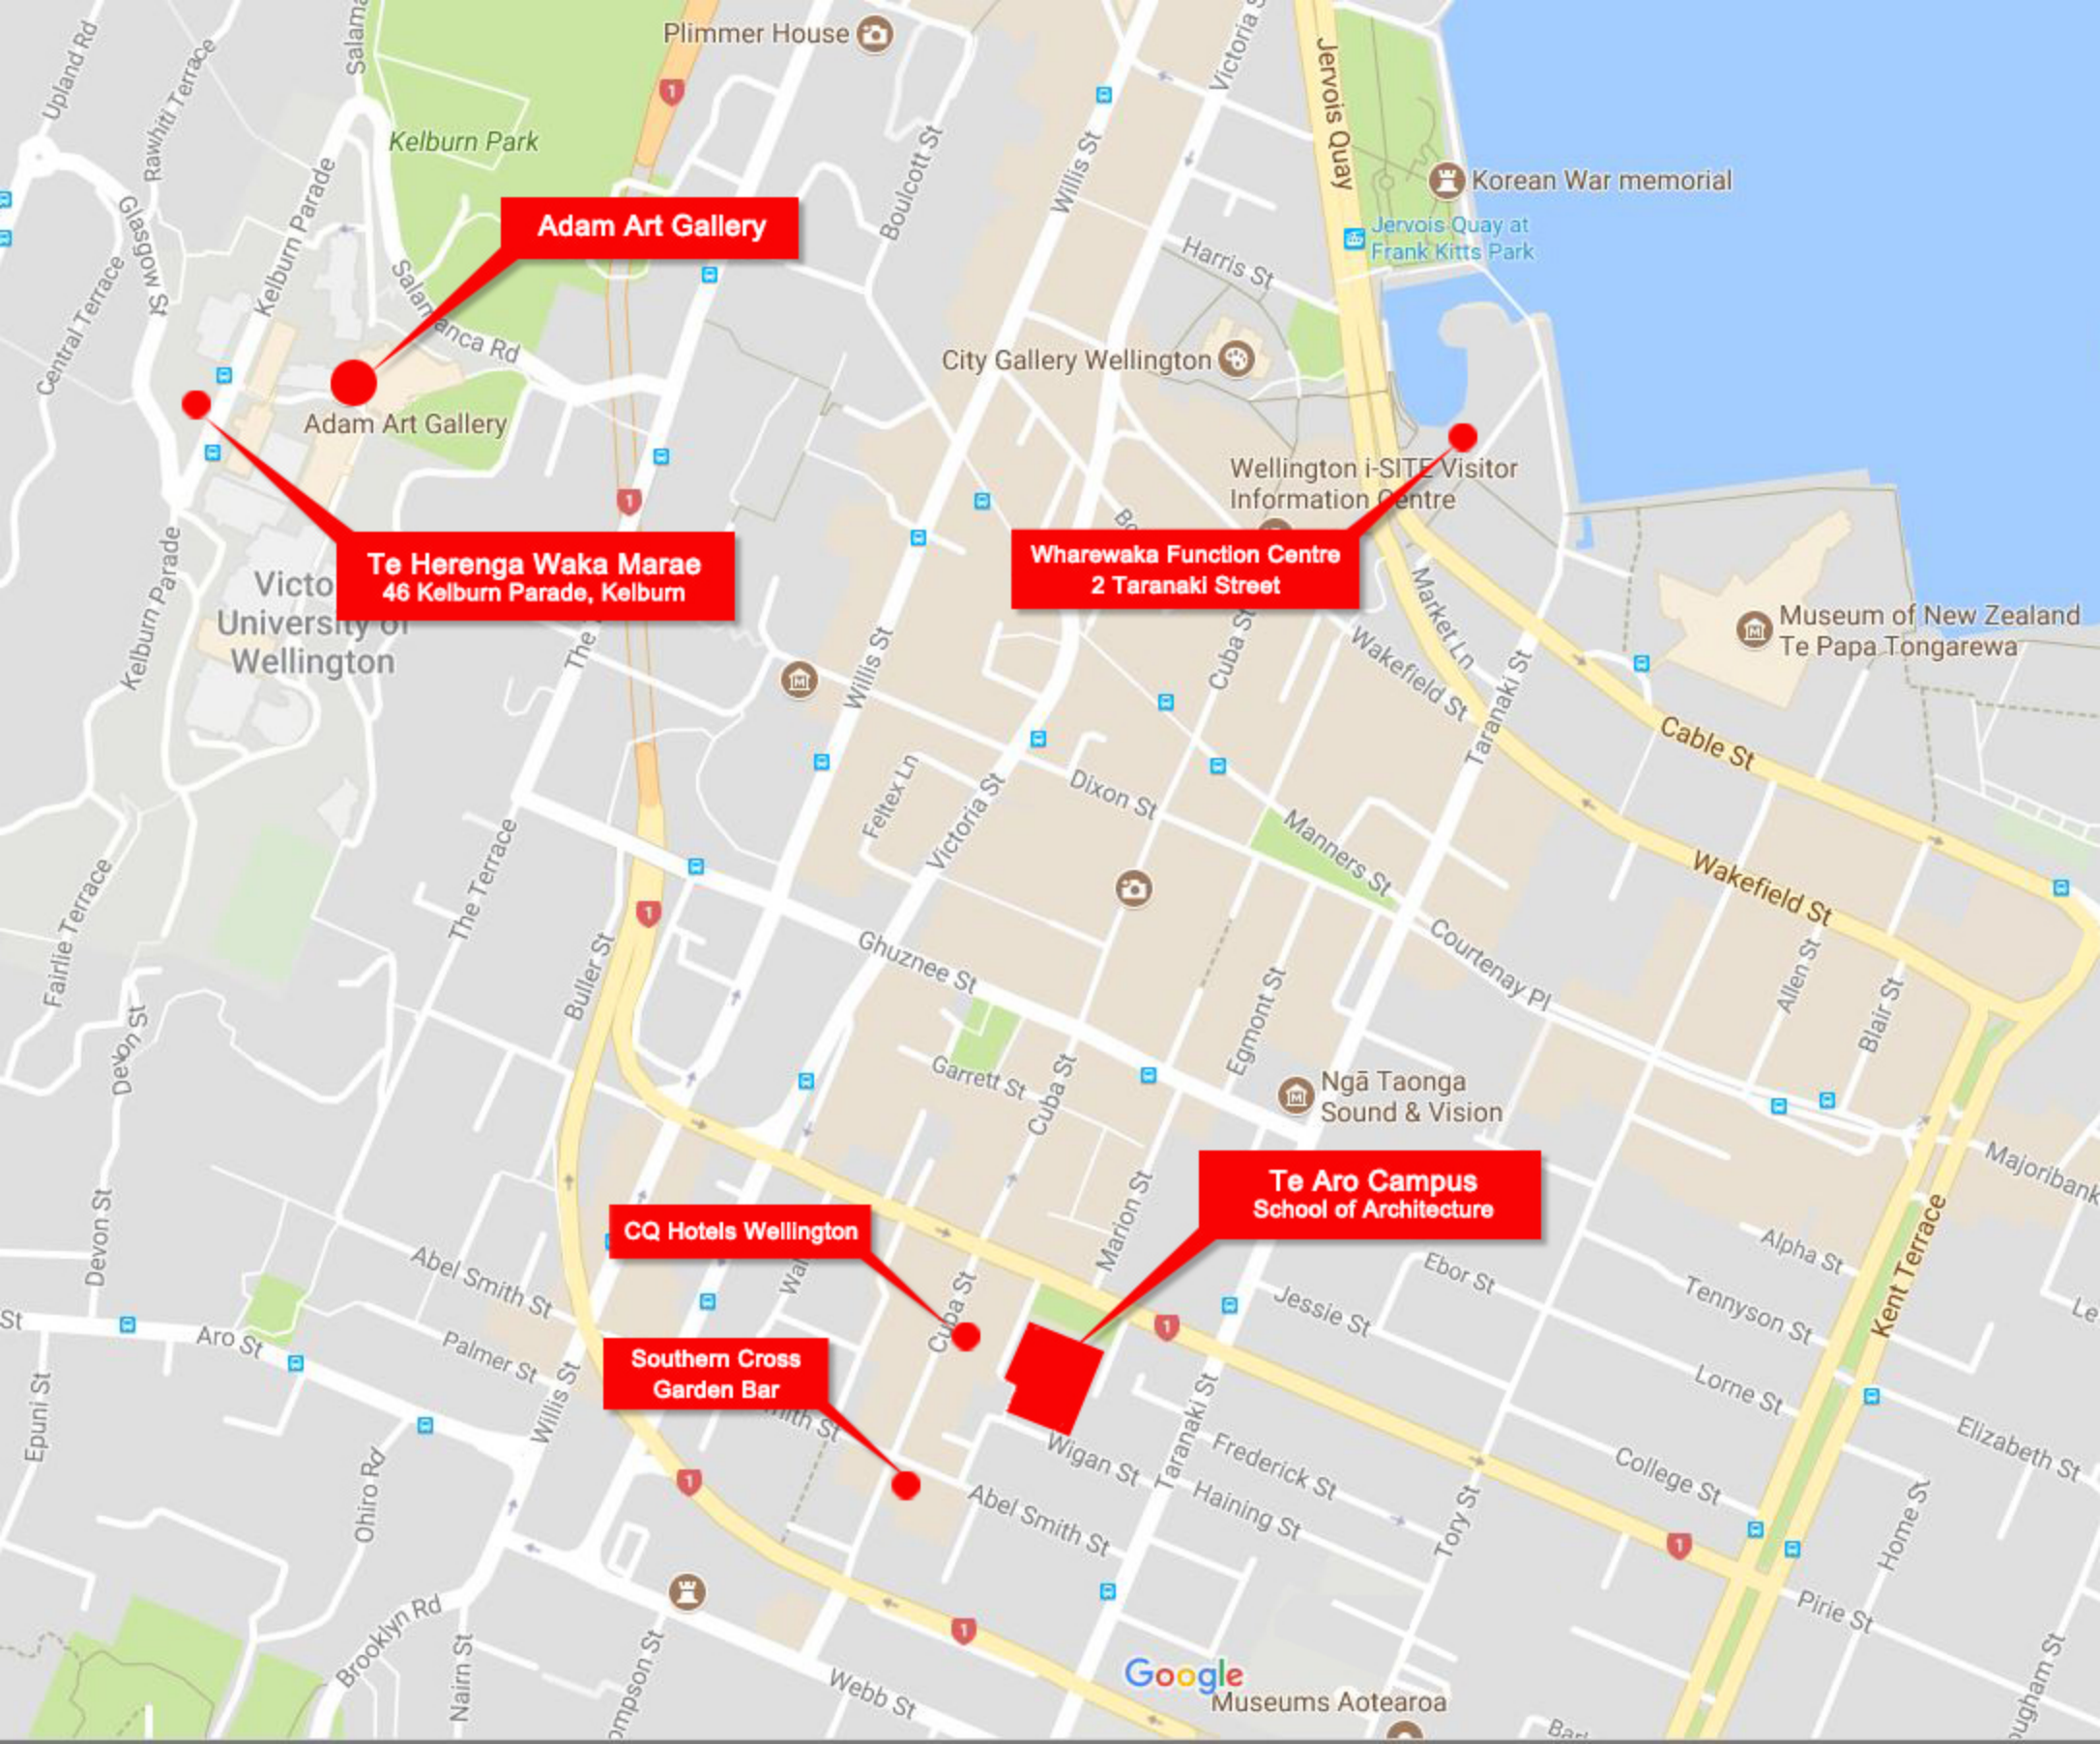 Upland Rd
Rawhiti Terrace
Plimmer House
1
Jervois Quay
Kelburn Park
Willis St
Boulcott St
Korean War memorial
Jervois Quay at
Frank Kitts Park
Glasgow St
Kelburn Parade
Adam Art Gallery
Harris St
Central Terrace
Salamanca Rd
City Gallery Wellington
Adam Art Gallery
Wellington i-SITE Visitor
Information Centre
1
Te Herenga Waka Marae
46 Kelburn Parade, Kelburn
Wharewaka Function Centre
2 Taranaki Street
Kelburn Parade
University of
Wellington
The
Willis St
Cuba St
Market Ln
Wakefield St
Museum of New Zealand
Te Papa Tongarewa
Taranaki St
Cable St
Feltex Ln
Victoria St
Dixon St
Manners St
Wakefield St
The Terrace
Fairlie Terrace
1
Buller St
Ghuznee St
Courtenay Pl
Egmont St
Allen St
Blair St
Devon St
Garrett St
Cuba St
Ngā Taonga
Sound & Vision
Te Aro Campus
School of Architecture
Majoribank
Devon St
CQ Hotels Wellington
Marion St
Abel Smith St
Cuba St
Ebor St
Jessie St
Alpha St
Tennyson St
Kent Terrace
St
Aro St
Palmer St
1
Southern Cross
Garden Bar
Epuni St
Willis St
Lorne St
Elizabeth St
Wigan St
Taranaki St
Frederick St
College St
Ohiro Rd
1
Abel Smith St
Haining St
Tory St
1
Home St
Pirie St
Brooklyn Rd
Nairn St
1
Webb St
Google
Museums Aotearoa